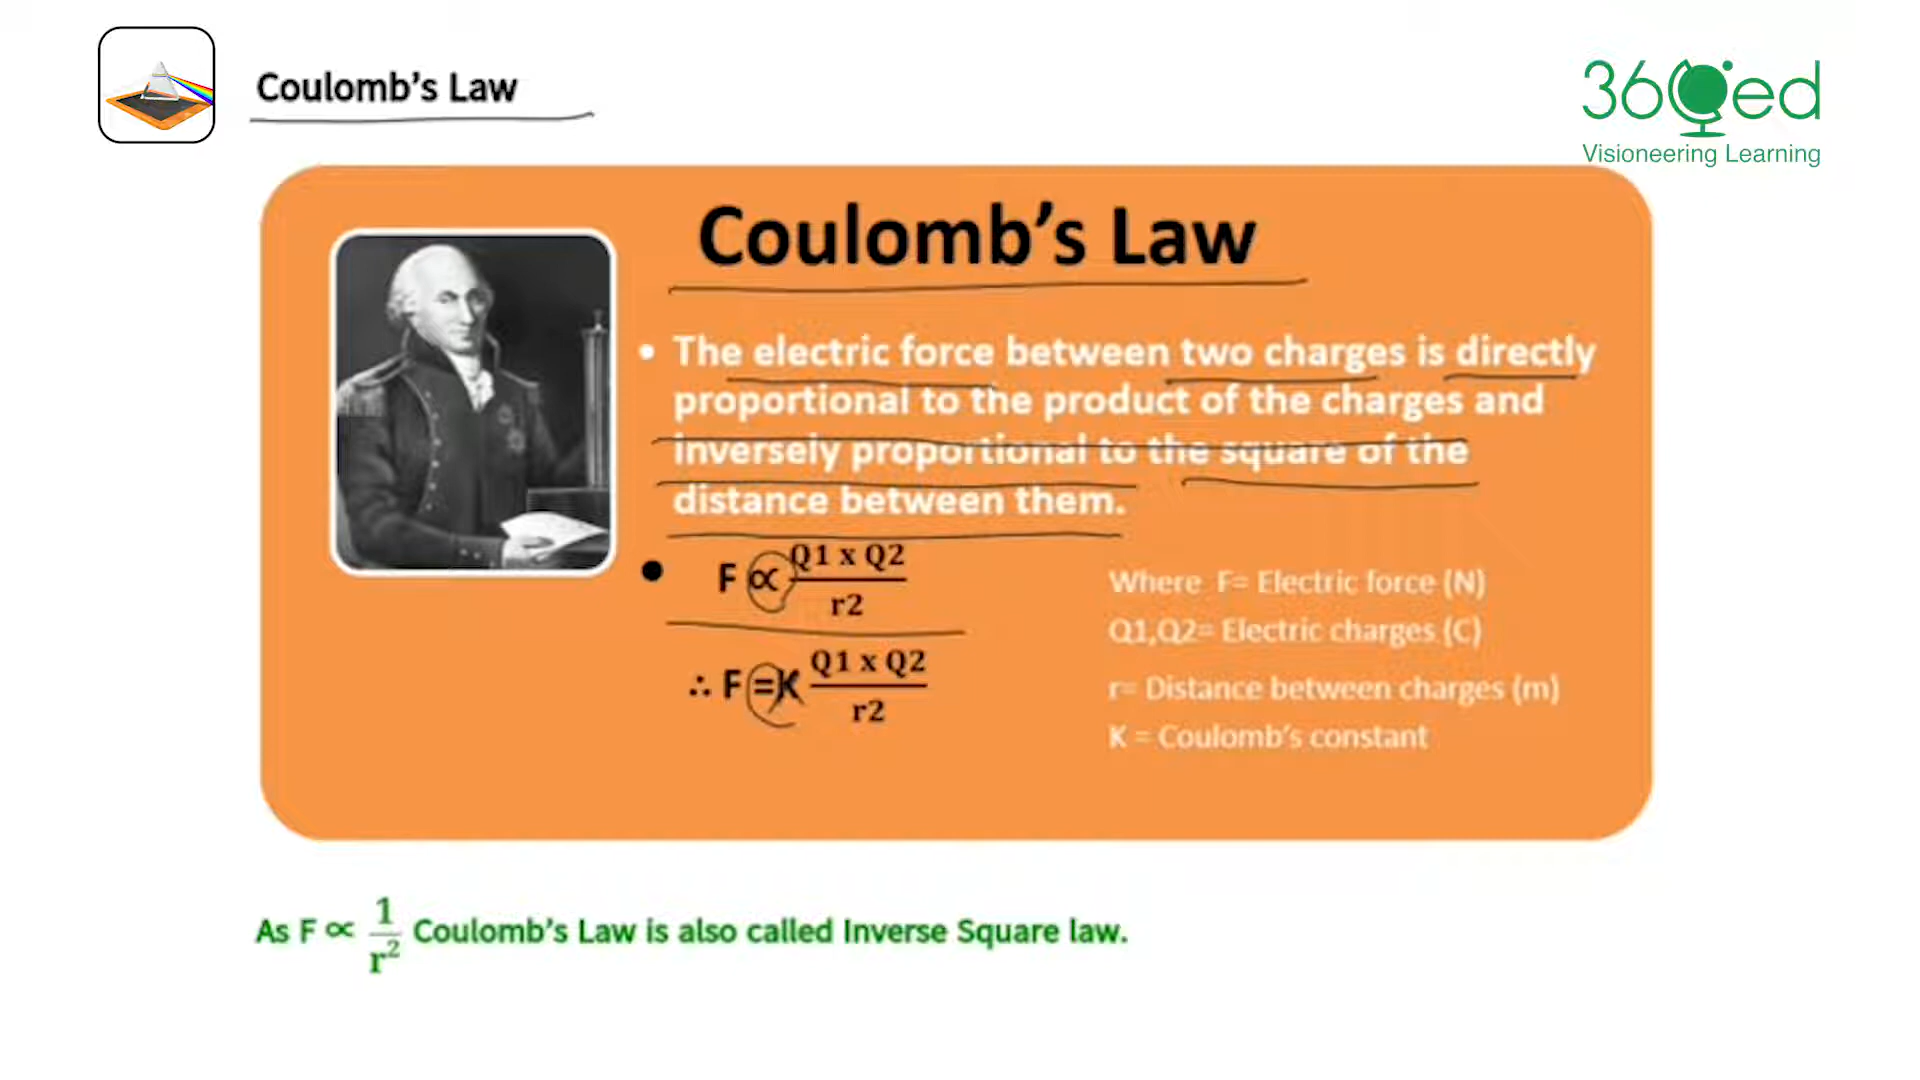 Coulomb's Law
360ed
Visioneering Learning
Coulomb's Law
• The electric force between two charges is directly
proportional to the product of the charges and
inversely proportional to the square of the
distance between them.
• F ∝ Q1 x Q2 / r2
∴ F =K Q1 x Q2 / r2
Where F= Electric force (N)
Q1,Q2= Electric charges (C)
r= Distance between charges (m)
K = Coulomb's constant
As F ∝ 1/r² Coulomb's Law is also called Inverse Square law.